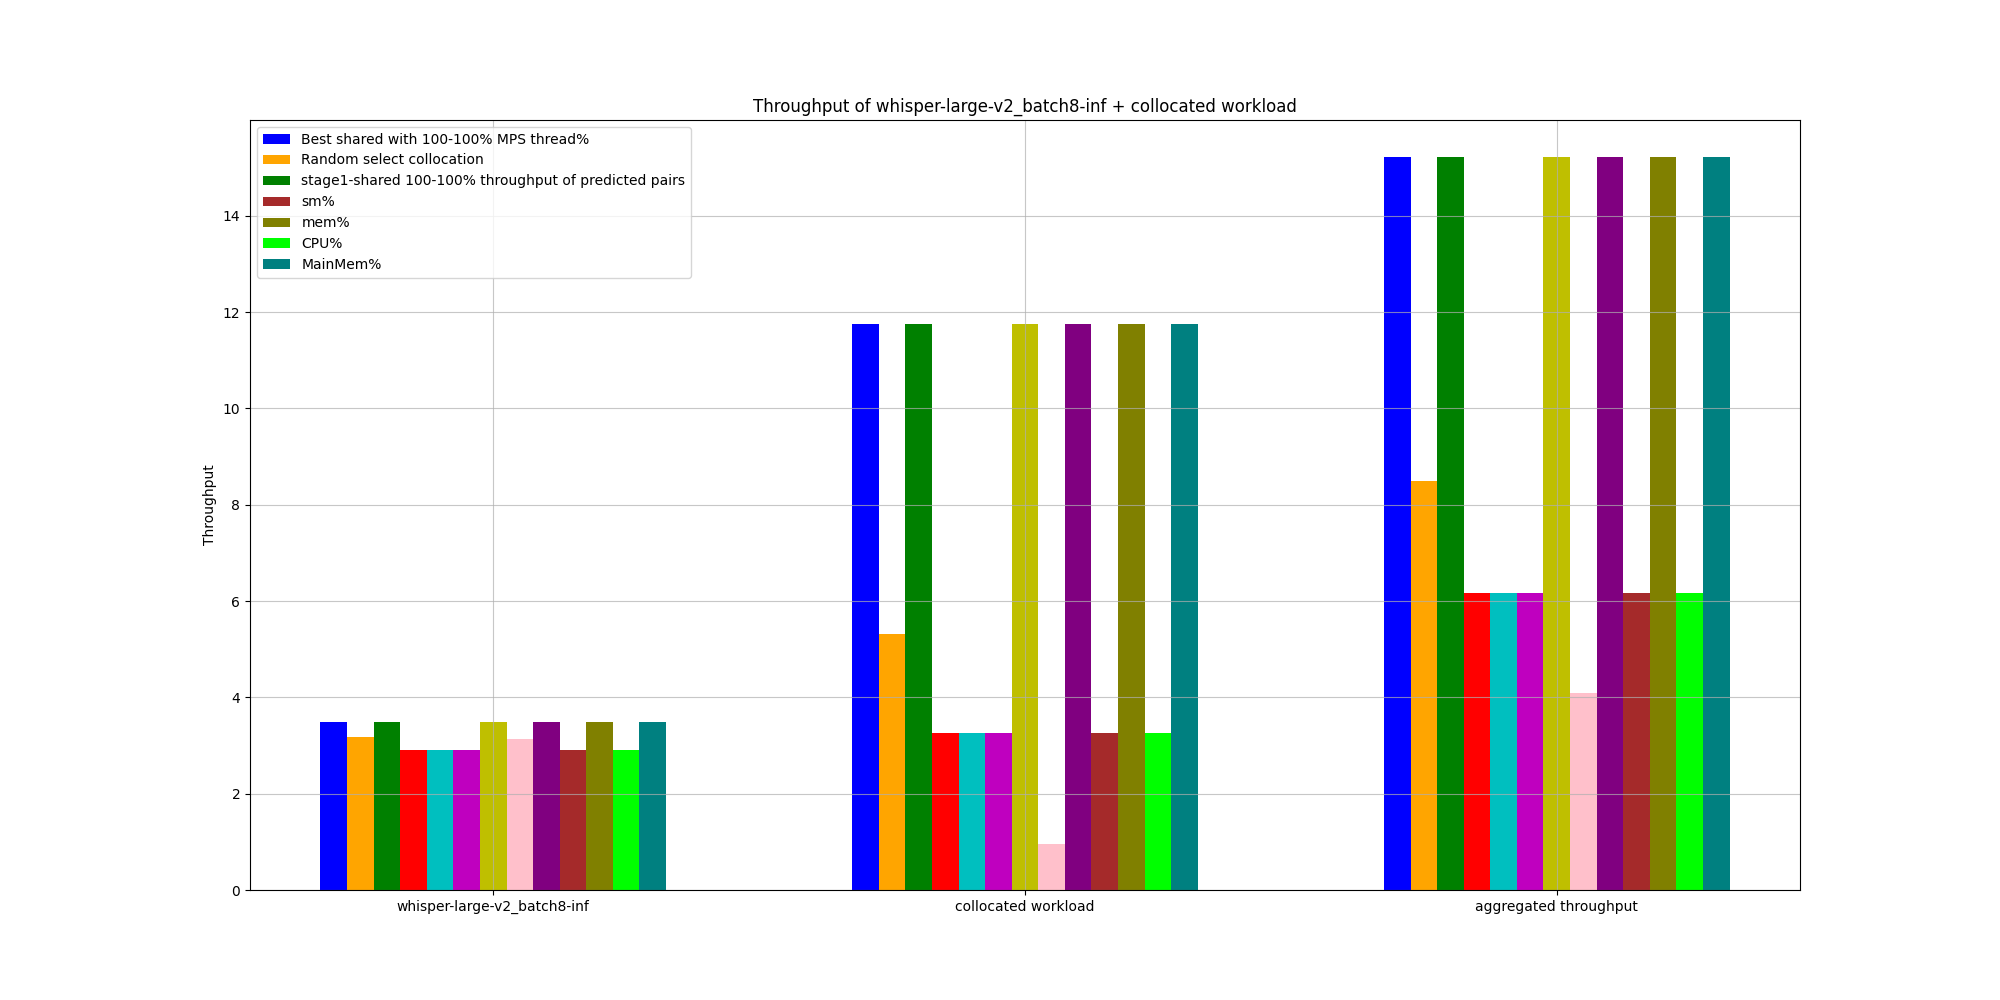 Throughput of whisper-large-v2_batch8-inf + collocated workload
Best shared with 100-100% MPS thread%
Random select collocation
stage1-shared 100-100% throughput of predicted pairs
sm%
mem%
CPU%
MainMem%
14
12
10
8
6
4
2
0
Throughput
whisper-large-v2_batch8-inf
collocated workload
aggregated throughput